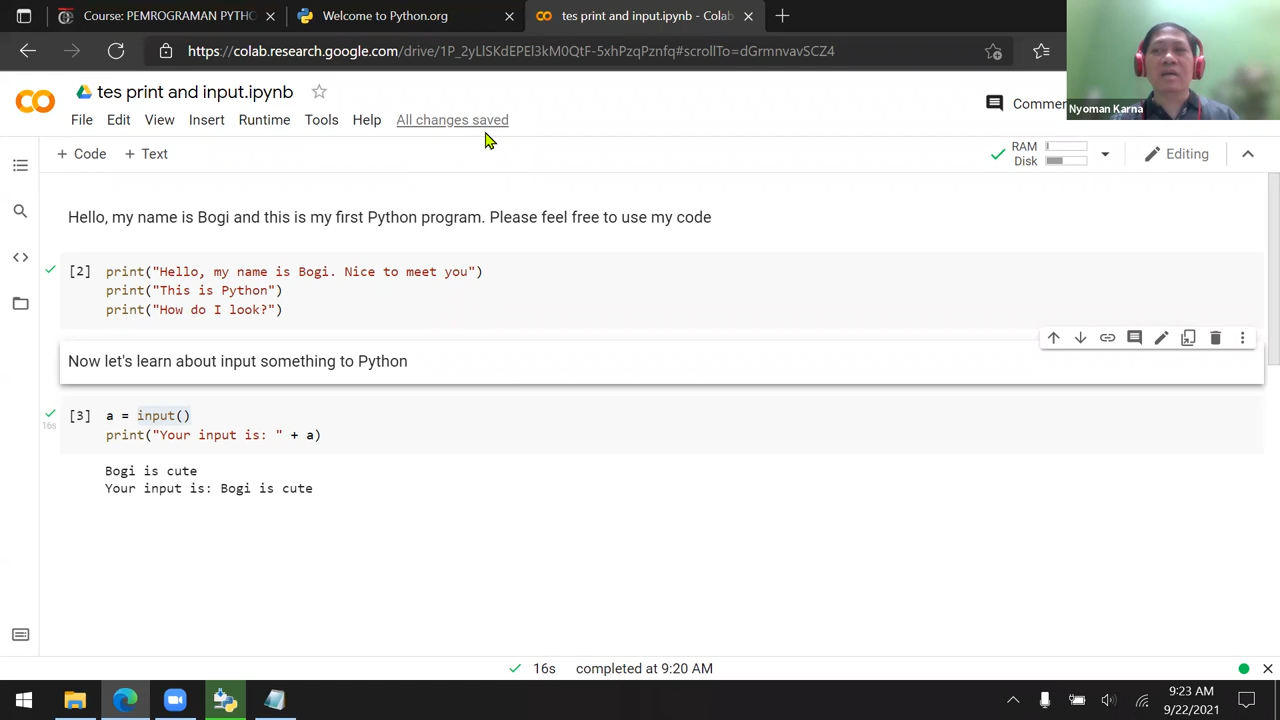 Course: PEMROGRAMAN PYTHO
Welcome to Python.org
tes print and input.ipynb - Colab
https://colab.research.google.com/drive/1P_2yLlSKdEPEl3kM0QtF-5xhPzqPznfq#scrollTo=dGrmnvavSCZ4
Nyoman Karna
CO
tes print and input.ipynb
Comme
File Edit View Insert Runtime Tools Help All changes saved
+ Code + Text
RAM
Disk
Editing
Hello, my name is Bogi and this is my first Python program. Please feel free to use my code
[2] print("Hello, my name is Bogi. Nice to meet you")
print("This is Python")
print("How do I look?")
Now let's learn about input something to Python
[3] a = input()
16s
print("Your input is: " + a)
Bogi is cute
Your input is: Bogi is cute
16s completed at 9:20 AM
9:23 AM
9/22/2021